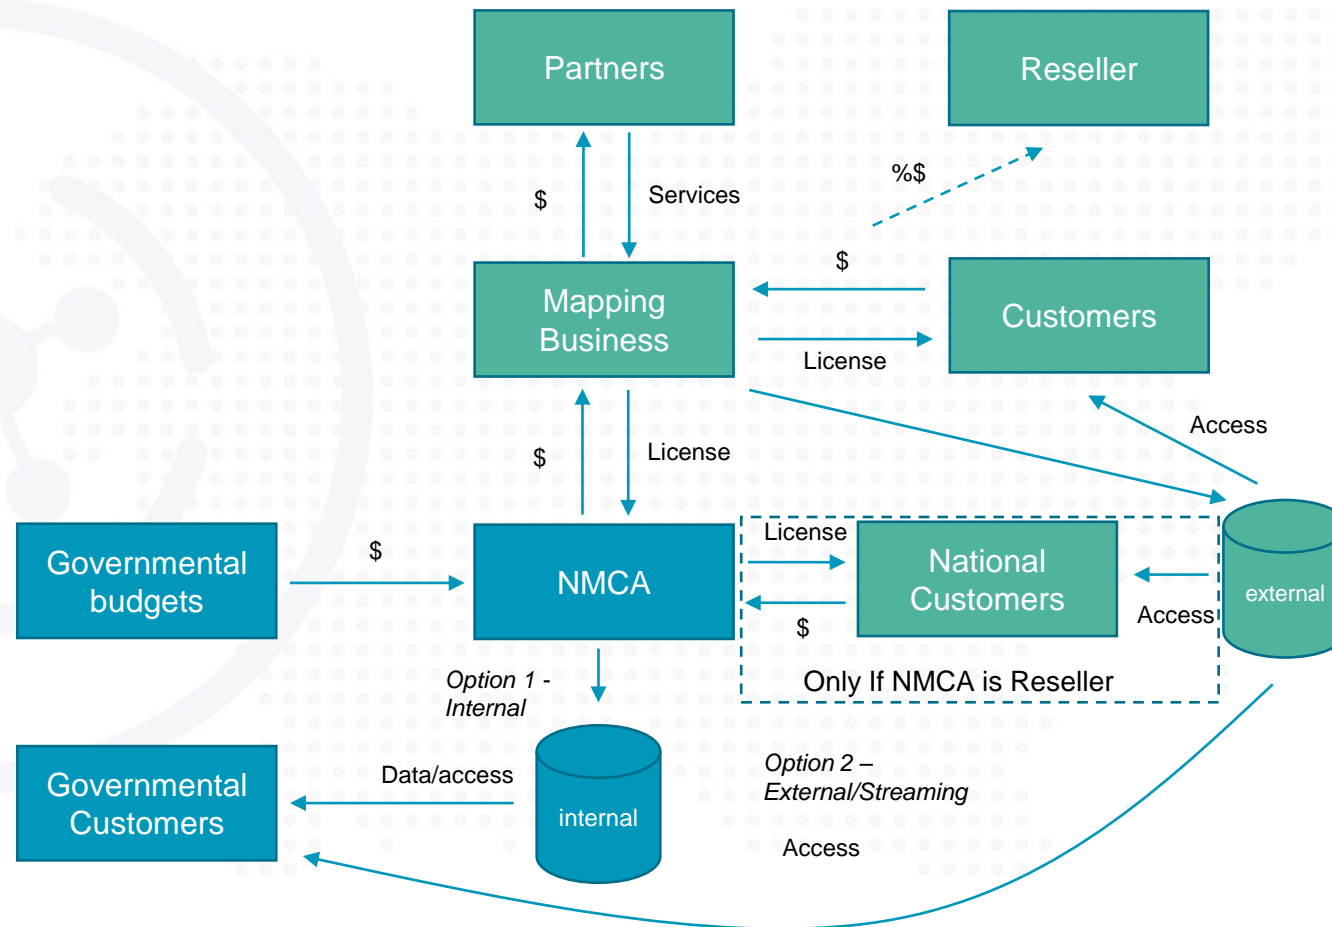 Partners
Reseller
%$
$
Services
$
Mapping
Business
Customers
License
Access
$
License
Governmental
budgets
$
NMCA
License
$
National
Customers
Access
external
Only If NMCA is Reseller
Option 1 -
Internal
Governmental
Customers
Data/access
internal
Option 2 –
External/Streaming
Access